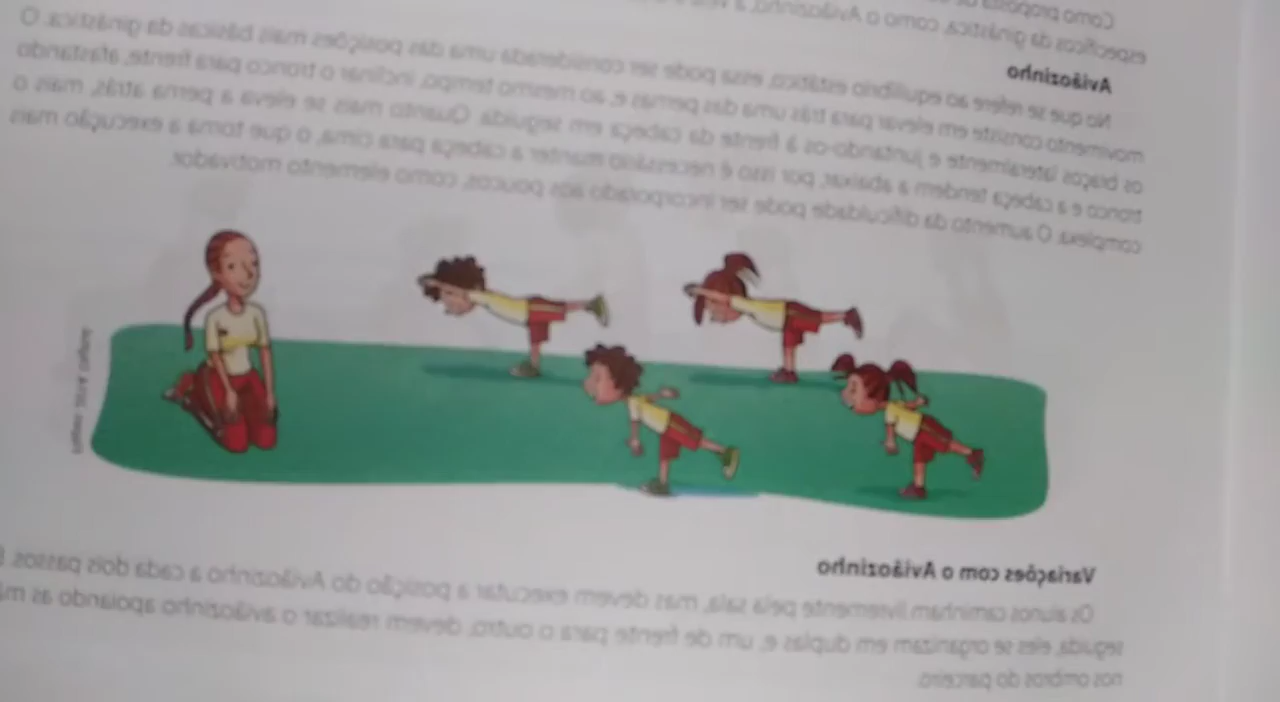 Como proposta de
específicos da ginástica, como o Aviãozinho, a
Aviãozinho
No que se refere ao equilíbrio estático, essa pode ser considerada uma das posições mais básicas da ginástica. O
movimento consiste em elevar para trás uma das pernas e, ao mesmo tempo, inclinar o tronco para frente, afastando
os braços lateralmente e juntando-os à frente da cabeça em seguida. Quanto mais se eleva a perna atrás, mais o
tronco e a cabeça tendem a abaixar, por isso é necessário manter a cabeça para cima, o que torna a execução mais
complexa. O aumento da dificuldade pode ser incorporado aos poucos, como elemento motivador.
Variações com o Aviãozinho
Os alunos caminham livremente pela sala, mas devem executar a posição do Aviãozinho a cada dois passos.
seguida, eles se organizam em duplas e, um de frente para o outro, devem realizar o aviãozinho apoiando as
nos ombros do parceiro.